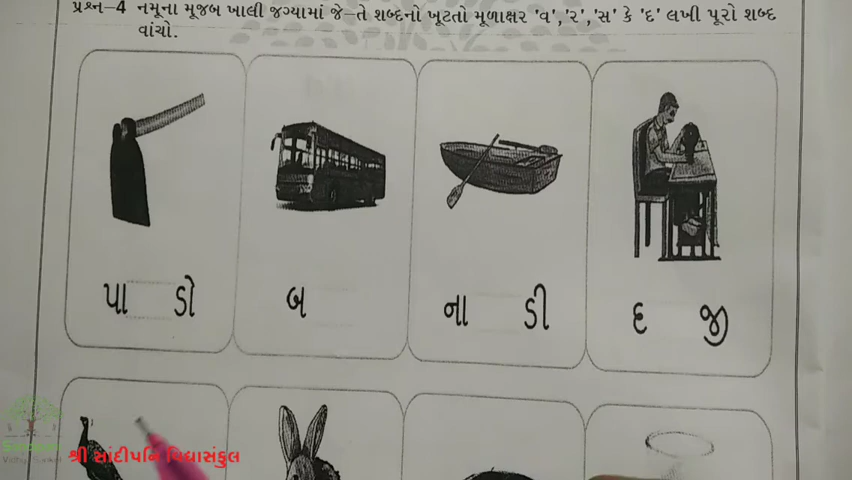 પ્રશ્ન–4 નમૂના મૂજબ ખાલી જગ્યામાં જે–તે શબ્દનો ખૂટતો મૂળાક્ષર 'વ','ર','સ' કે 'દ' લખી પૂરો શબ્દ
વાંચો.
પા ડો
બ
ના ડી
દ જી
શ્રી સાંદીપનિ વિદ્યાસંકુલ